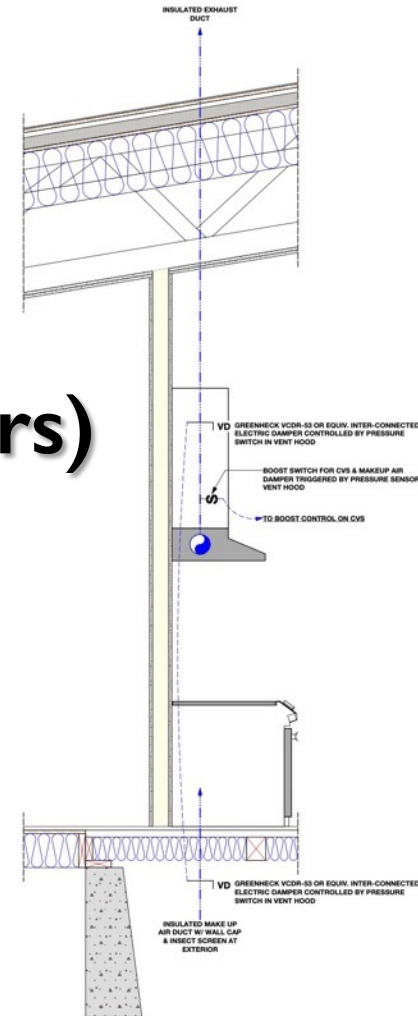 INSULATED EXHAUST
DUCT
rs)
VD GREENHECK VCDR-53 OR EQUIV. INTER-CONNECTED
ELECTRIC DAMPER CONTROLLED BY PRESSURE
SWITCH IN VENT HOOD
BOOST SWITCH FOR CVS & MAKEUP AIR
DAMPER TRIGGERED BY PRESSURE SENSOR
VENT HOOD
S
TO BOOST CONTROL ON CVS
VD GREENHECK VCDR-53 OR EQUIV. INTER-CONNECTED
ELECTRIC DAMPER CONTROLLED BY PRESSURE
SWITCH IN VENT HOOD
INSULATED MAKE UP
AIR DUCT W/ WALL CAP
& INSECT SCREEN AT
EXTERIOR